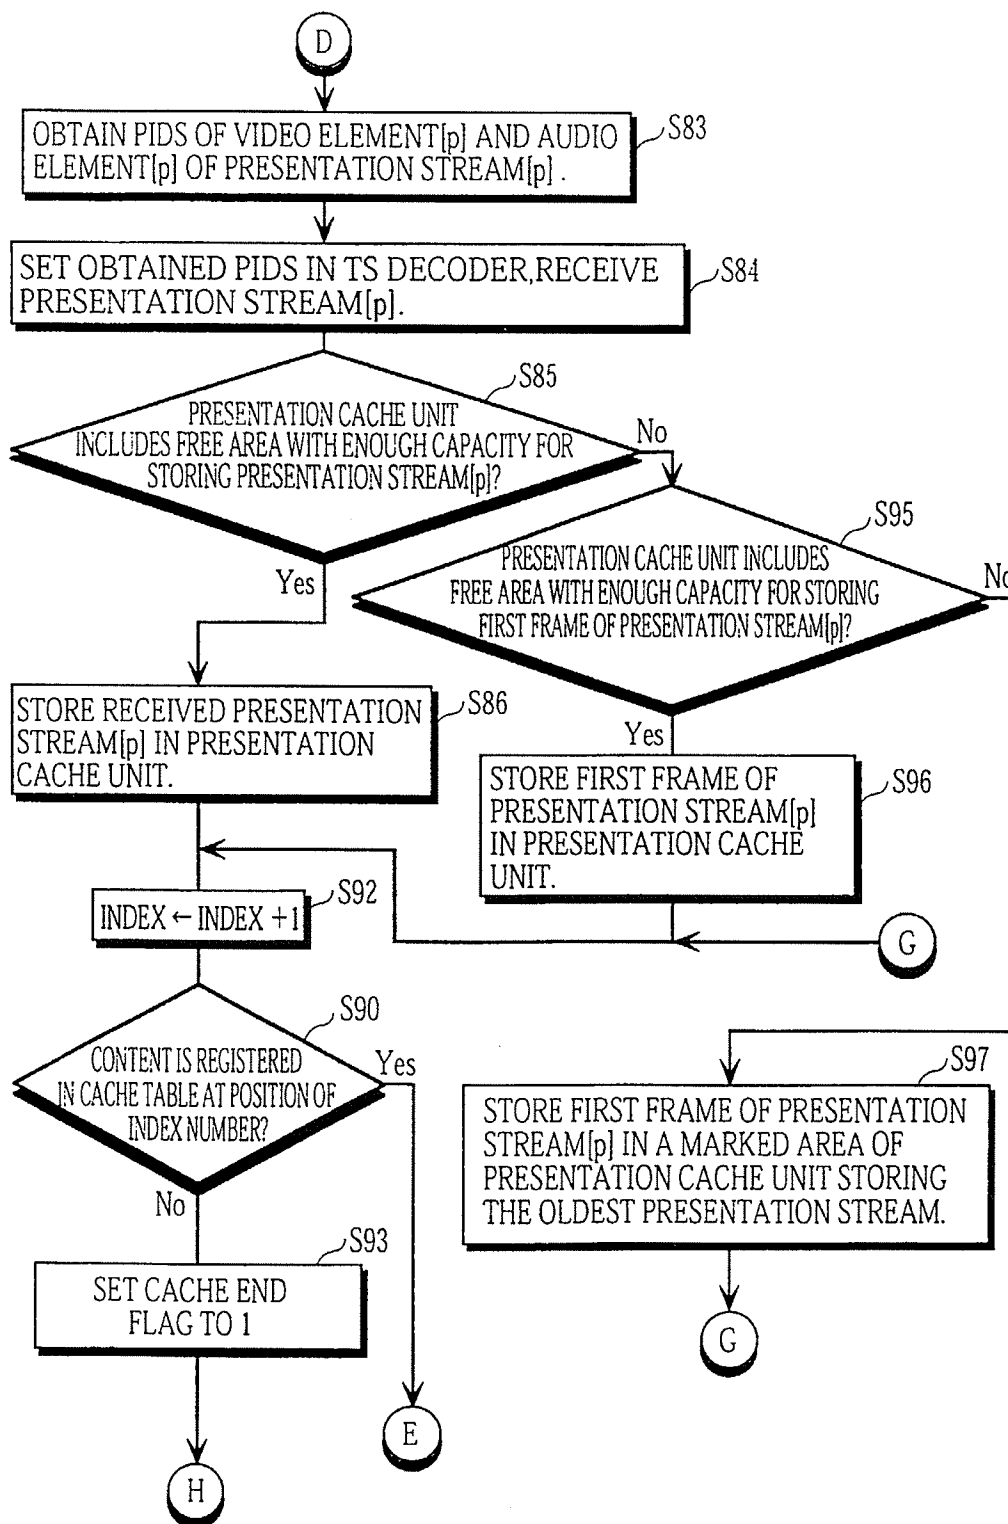 D
OBTAIN PIDS OF VIDEO ELEMENT[p] AND AUDIO
ELEMENT[p] OF PRESENTATION STREAM[p] .
S83
SET OBTAINED PIDS IN TS DECODER,RECEIVE
PRESENTATION STREAM[p].
S84
S85
PRESENTATION CACHE UNIT
INCLUDES FREE AREA WITH ENOUGH CAPACITY FOR
STORING PRESENTATION STREAM[p]?
No
Yes
S95
PRESENTATION CACHE UNIT INCLUDES
FREE AREA WITH ENOUGH CAPACITY FOR STORING
FIRST FRAME OF PRESENTATION STREAM[p]?
No
Yes
STORE RECEIVED PRESENTATION
STREAM[p] IN PRESENTATION
CACHE UNIT.
S86
STORE FIRST FRAME OF
PRESENTATION STREAM[p]
IN PRESENTATION CACHE
UNIT.
S96
INDEX ← INDEX +1
S92
G
S90
CONTENT IS REGISTERED
IN CACHE TABLE AT POSITION OF
INDEX NUMBER?
Yes
No
S97
STORE FIRST FRAME OF PRESENTATION
STREAM[p] IN A MARKED AREA OF
PRESENTATION CACHE UNIT STORING
THE OLDEST PRESENTATION STREAM.
S93
SET CACHE END
FLAG TO 1
G
E
H